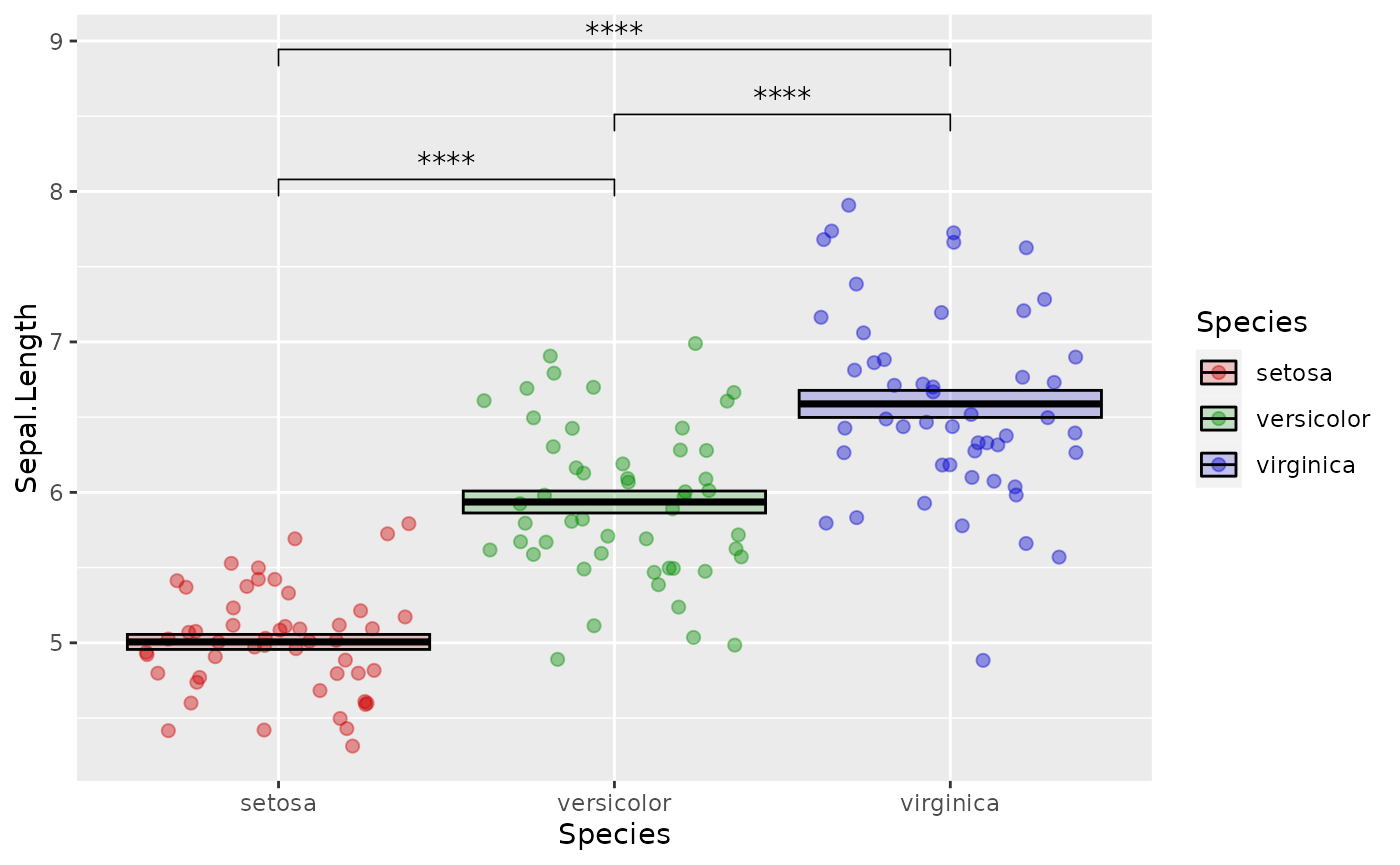 ****
****
****
9
8
7
6
5
Sepal.Length
setosa
versicolor
virginica
Species
Species
setosa
versicolor
virginica